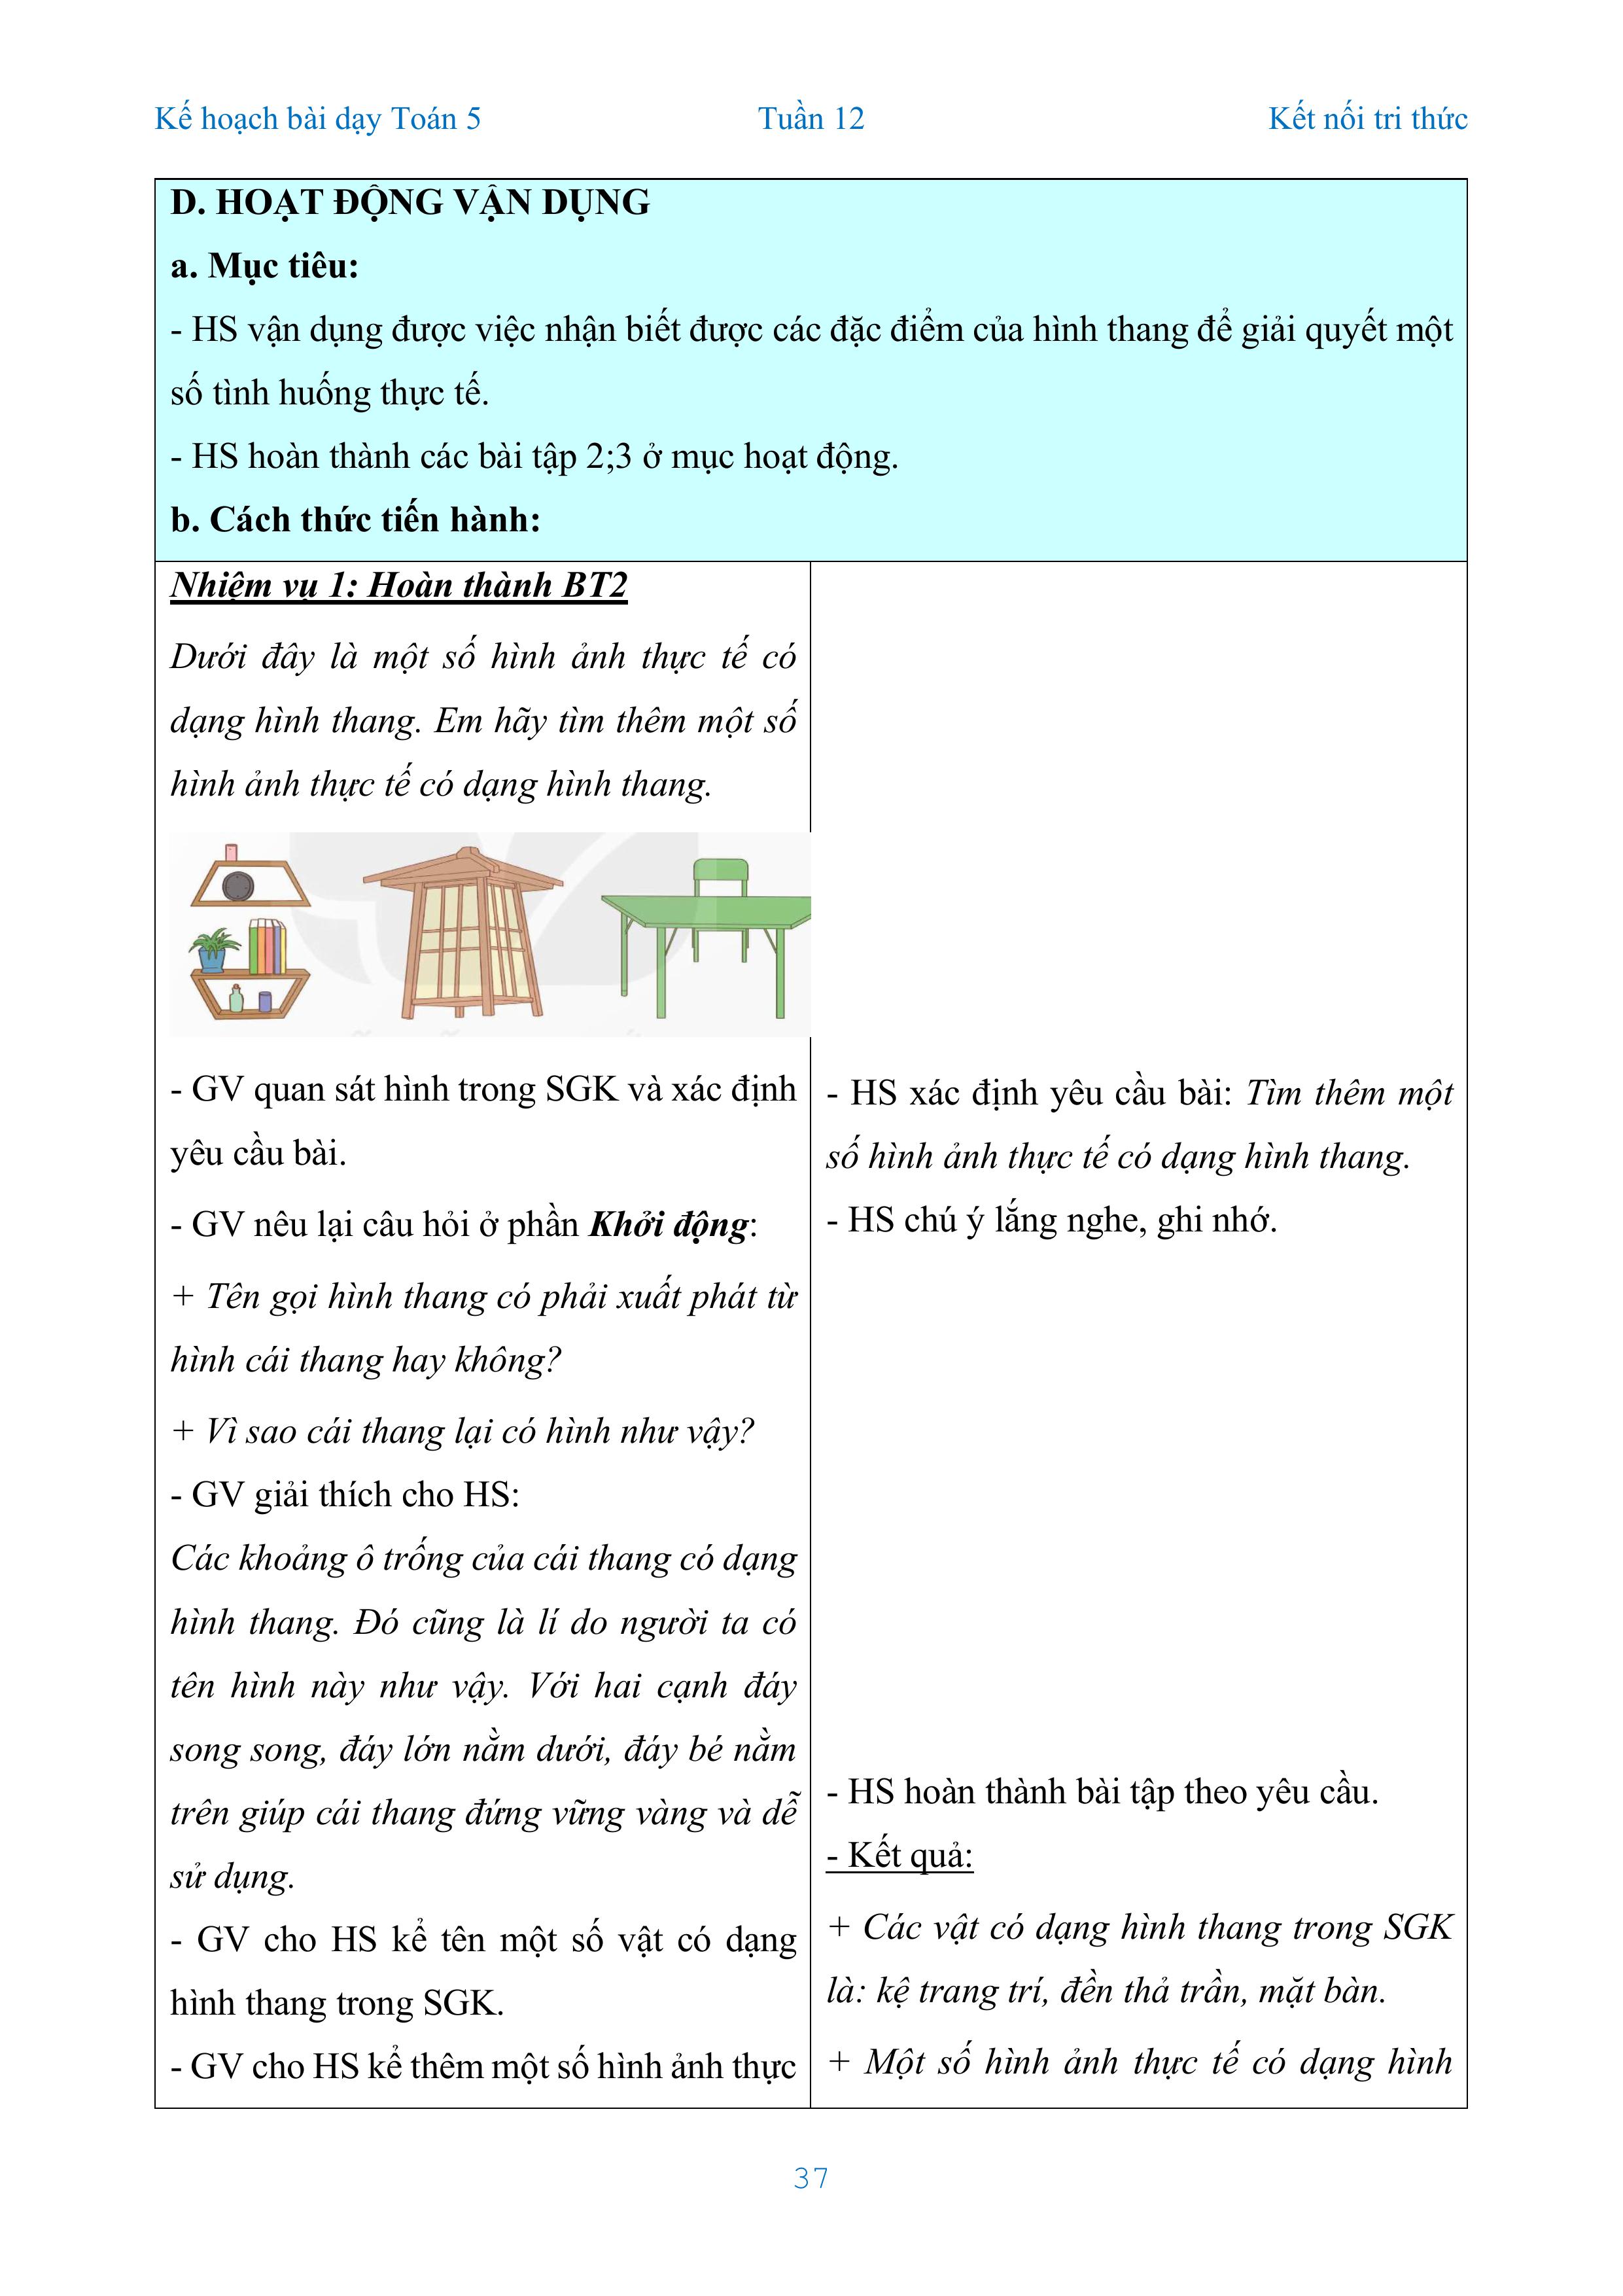 Kế hoạch bài dạy Toán 5 Tuần 12 Kết nối tri thức
D. HOẠT ĐỘNG VẬN DỤNG
a. Mục tiêu:
- HS vận dụng được việc nhận biết được các đặc điểm của hình thang để giải quyết một
số tình huống thực tế.
- HS hoàn thành các bài tập 2;3 ở mục hoạt động.
b. Cách thức tiến hành:
Nhiệm vụ 1: Hoàn thành BT2
Dưới đây là một số hình ảnh thực tế có
dạng hình thang. Em hãy tìm thêm một số
hình ảnh thực tế có dạng hình thang.
- GV quan sát hình trong SGK và xác định
yêu cầu bài.
- GV nêu lại câu hỏi ở phần Khởi động:
+ Tên gọi hình thang có phải xuất phát từ
hình cái thang hay không?
+ Vì sao cái thang lại có hình như vậy?
- GV giải thích cho HS:
Các khoảng ô trống của cái thang có dạng
hình thang. Đó cũng là lí do người ta có
tên hình này như vậy. Với hai cạnh đáy
song song, đáy lớn nằm dưới, đáy bé nằm
trên giúp cái thang đứng vững vàng và dễ
sử dụng.
- GV cho HS kể tên một số vật có dạng
hình thang trong SGK.
- GV cho HS kể thêm một số hình ảnh thực
- HS xác định yêu cầu bài: Tìm thêm một
số hình ảnh thực tế có dạng hình thang.
- HS chú ý lắng nghe, ghi nhớ.
- HS hoàn thành bài tập theo yêu cầu.
- Kết quả:
+ Các vật có dạng hình thang trong SGK
là: kệ trang trí, đền thả trần, mặt bàn.
+ Một số hình ảnh thực tế có dạng hình
37